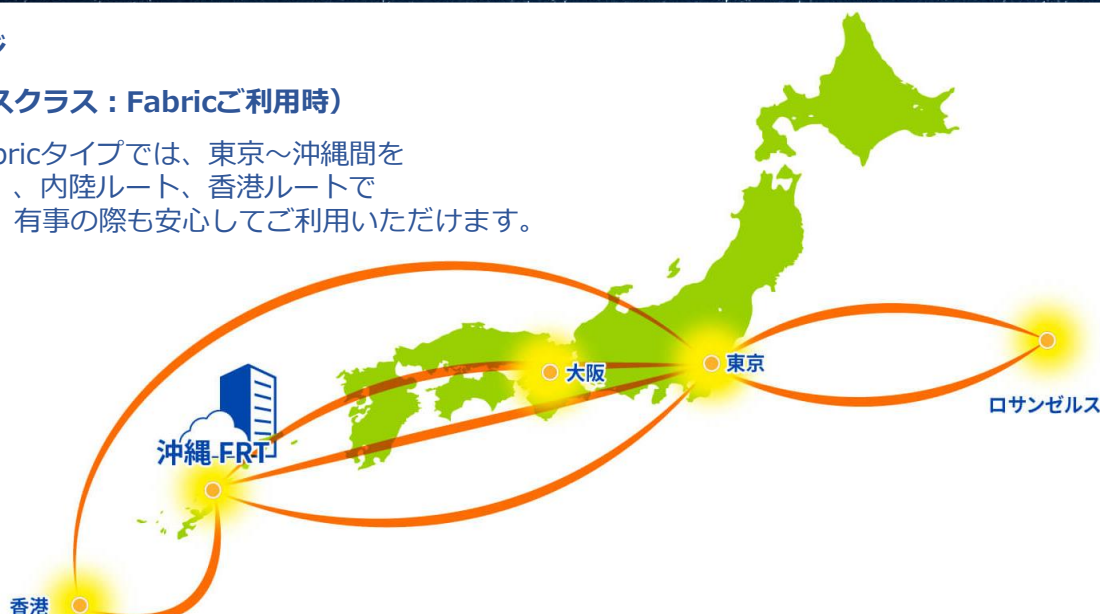 ジ
スクラス：Fabricご利用時）
bricタイプでは、東京～沖縄間を
、内陸ルート、香港ルートで
有事の際も安心してご利用いただけます。
大阪
東京
ロサンゼルス
沖縄 FRT
香港